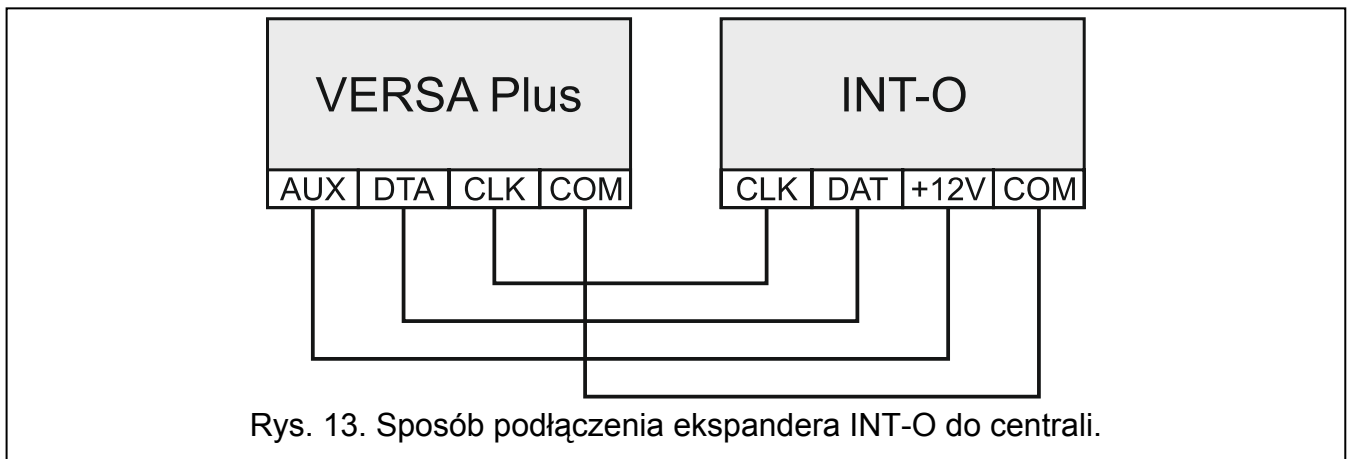 VERSA Plus
INT-O
AUX DTA CLK COM
CLK DAT +12V COM
Rys. 13. Sposób podłączenia ekspandera INT-O do centrali.